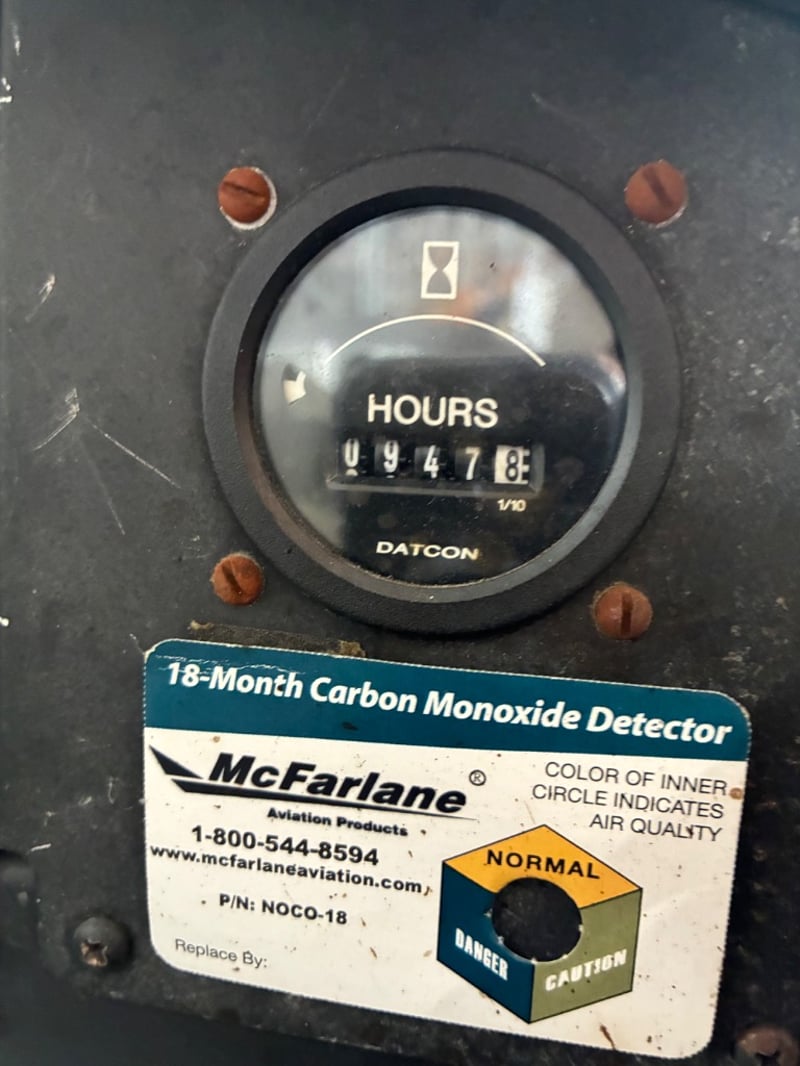 HOURS
09478
1/10
DATCON
18-Month Carbon Monoxide Detector
McFarlane®
Aviation Products
1-800-544-8594
www.mcfarlaneaviation.com
P/N: NOCO-18
Replace By:
COLOR OF INNER
CIRCLE INDICATES
AIR QUALITY
NORMAL
DANGER
CAUTION